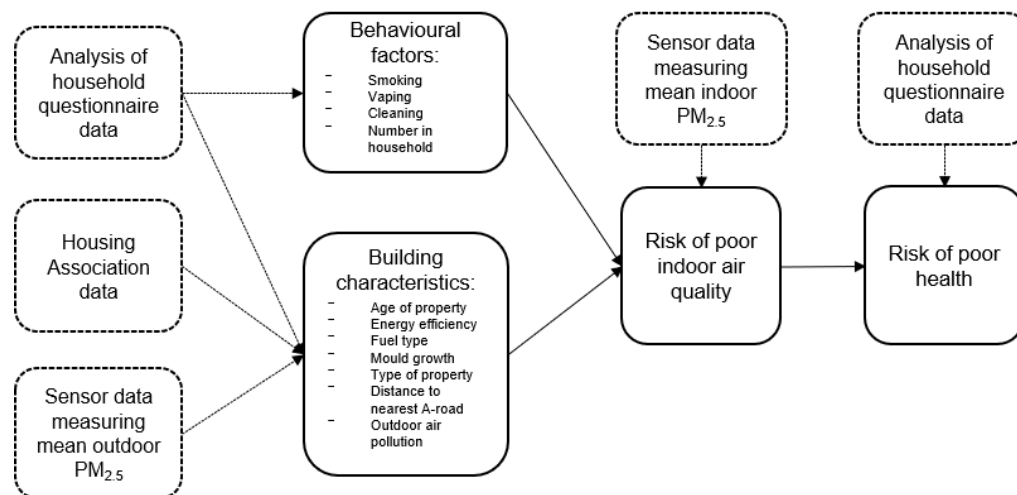 Analysis of
household
questionnaire
data
Housing
Association
data
Sensor data
measuring
mean outdoor
PM2.5
Behavioural
factors:
- Smoking
- Vaping
- Cleaning
- Number in
household
Building
characteristics:
- Age of property
- Energy efficiency
- Fuel type
- Mould growth
- Type of property
- Distance to
nearest A-road
- Outdoor air
pollution
Sensor data
measuring
mean indoor
PM2.5
Risk of poor
indoor air
quality
Analysis of
household
questionnaire
data
Risk of poor
health